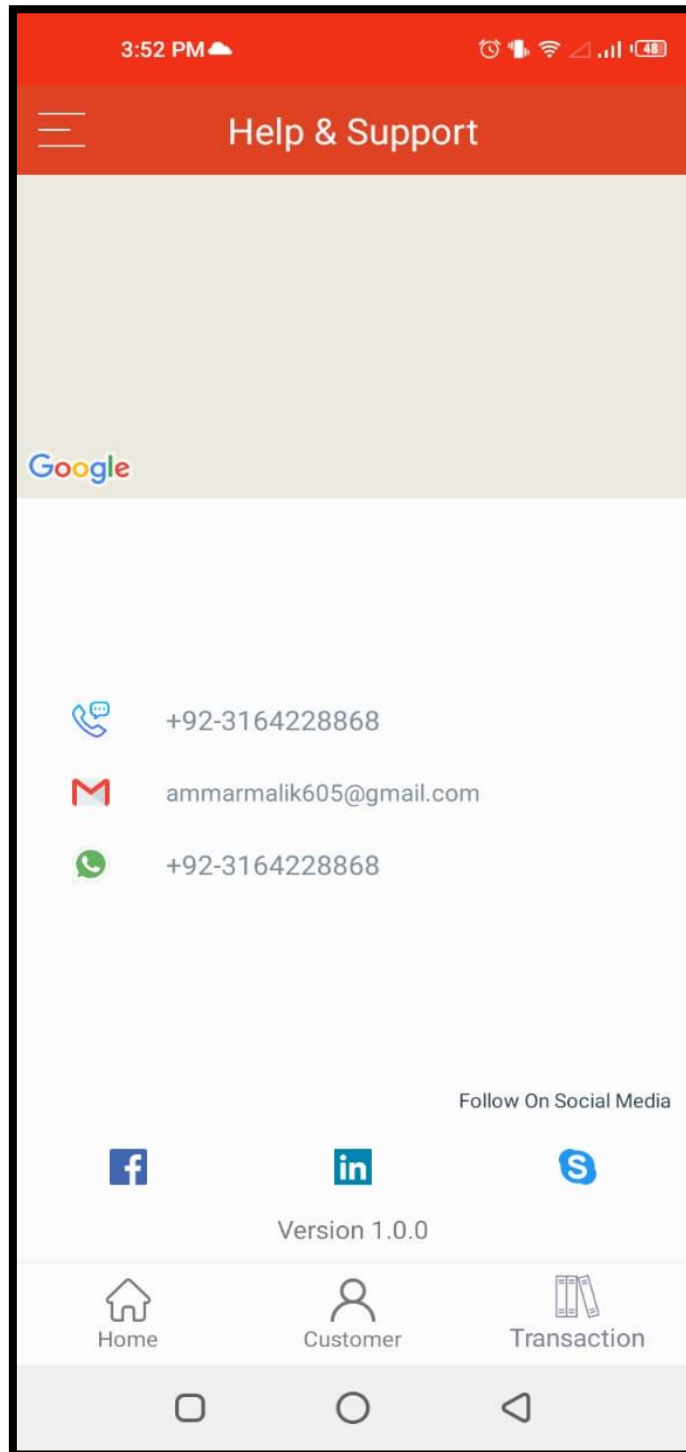 3:52 PM
48
Help & Support
Google
+92-3164228868
ammarmalik605@gmail.com
+92-3164228868
Follow On Social Media
f
in
S
Version 1.0.0
Home
Customer
Transaction